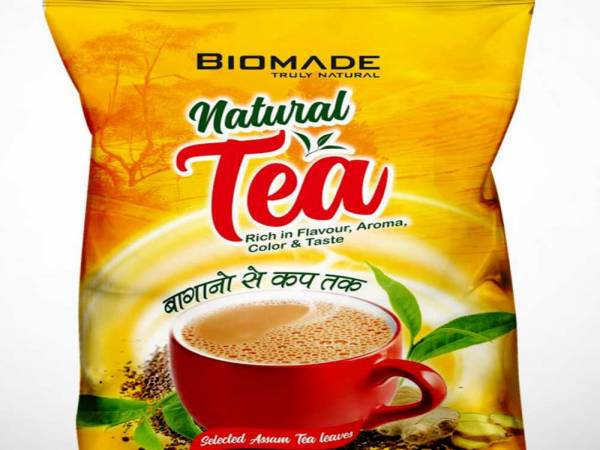 BIOMADE
TRULY NATURAL
Natural
Tea
Rich in Flavour, Aroma,
Color & Taste
बागानो से कप तक
Selected Assam Tea leaves